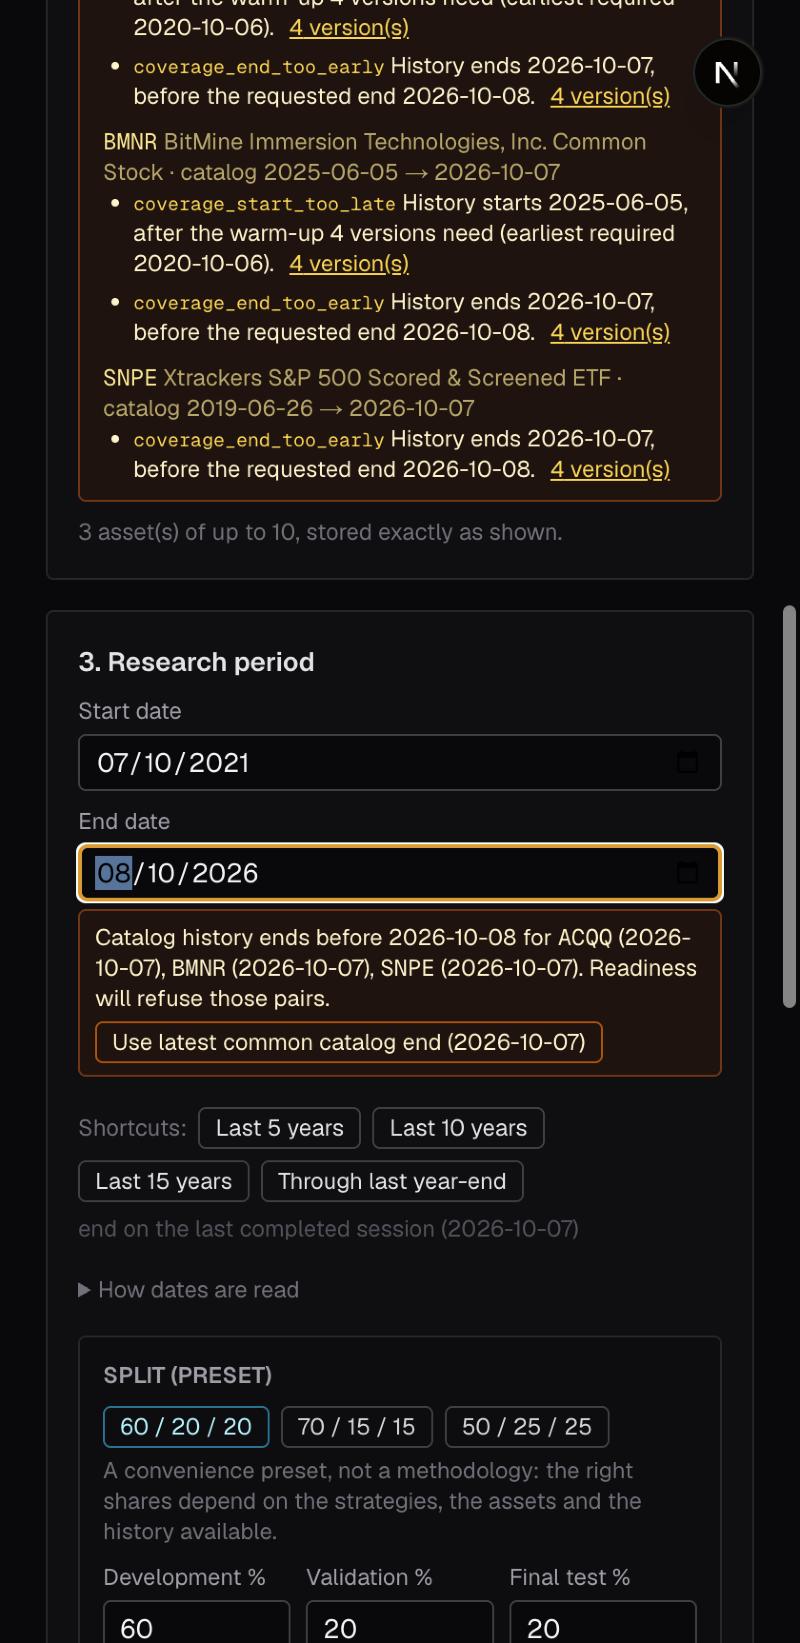 after the warm-up 4 versions need (earliest required
2020-10-06). 4 version(s)
• coverage_end_too_early History ends 2026-10-07,
before the requested end 2026-10-08. 4 version(s)
N
BMNR BitMine Immersion Technologies, Inc. Common
Stock · catalog 2025-06-05 → 2026-10-07
• coverage_start_too_late History starts 2025-06-05,
after the warm-up 4 versions need (earliest required
2020-10-06). 4 version(s)
• coverage_end_too_early History ends 2026-10-07,
before the requested end 2026-10-08. 4 version(s)
SNPE Xtrackers S&P 500 Scored & Screened ETF ·
catalog 2019-06-26 → 2026-10-07
• coverage_end_too_early History ends 2026-10-07,
before the requested end 2026-10-08. 4 version(s)
3 asset(s) of up to 10, stored exactly as shown.
3. Research period
Start date
07/10/2021
End date
08/10/2026
Catalog history ends before 2026-10-08 for ACQQ (2026-
10-07), BMNR (2026-10-07), SNPE (2026-10-07). Readiness
will refuse those pairs.
Use latest common catalog end (2026-10-07)
Shortcuts: Last 5 years Last 10 years
Last 15 years Through last year-end
end on the last completed session (2026-10-07)
▶ How dates are read
SPLIT (PRESET)
60 / 20 / 20 70 / 15 / 15 50 / 25 / 25
A convenience preset, not a methodology: the right
shares depend on the strategies, the assets and the
history available.
Development % Validation % Final test %
60 20 20